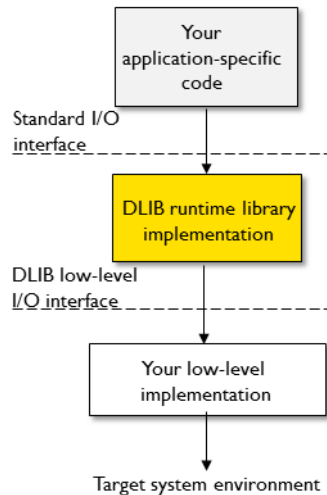 Your
application-specific
code
Standard I/O
interface
DLIB runtime library
implementation
DLIB low-level
I/O interface
Your low-level
implementation
Target system environment